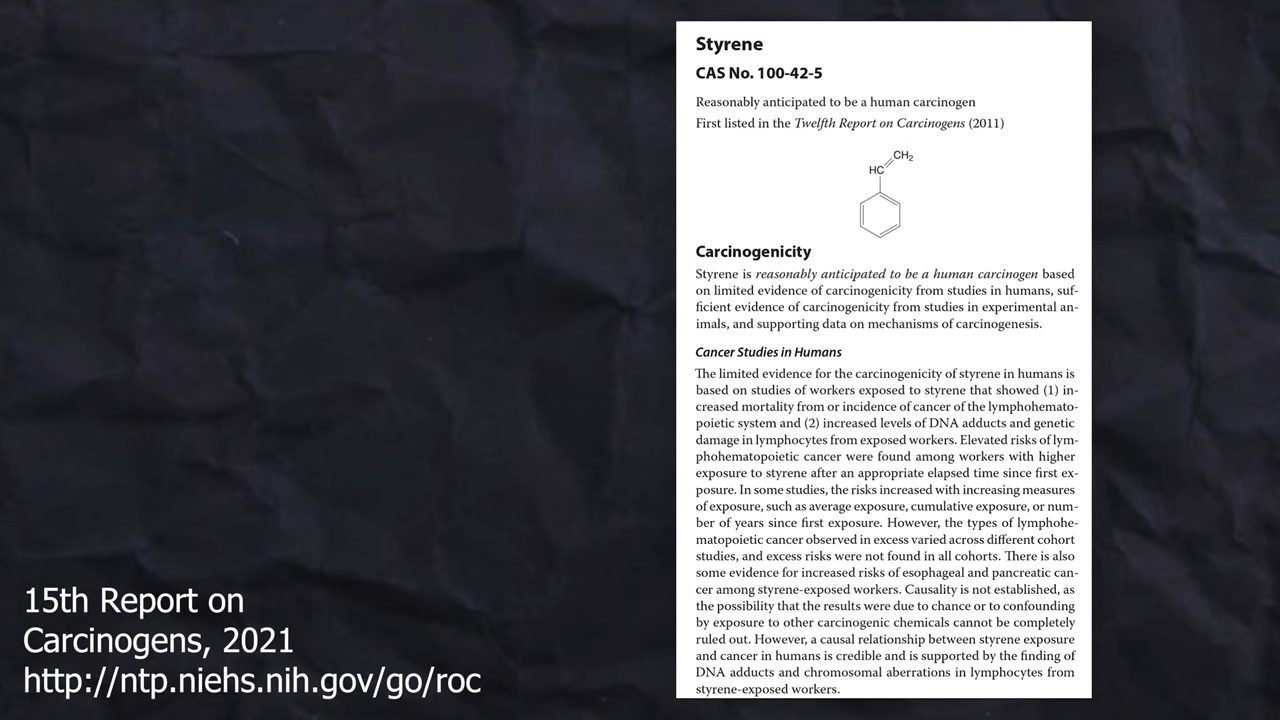 Styrene
CAS No. 100-42-5
Reasonably anticipated to be a human carcinogen
First listed in the Twelfth Report on Carcinogens (2011)
CH2
HC
Carcinogenicity
Styrene is reasonably anticipated to be a human carcinogen based
on limited evidence of carcinogenicity from studies in humans, suf-
ficient evidence of carcinogenicity from studies in experimental an-
imals, and supporting data on mechanisms of carcinogenesis.
Cancer Studies in Humans
The limited evidence for the carcinogenicity of styrene in humans is
based on studies of workers exposed to styrene that showed (1) in-
creased mortality from or incidence of cancer of the lymphohemato-
poietic system and (2) increased levels of DNA adducts and genetic
damage in lymphocytes from exposed workers. Elevated risks of lym-
phohematopoietic cancer were found among workers with higher
exposure to styrene after an appropriate elapsed time since first ex-
posure. In some studies, the risks increased with increasing measures
of exposure, such as average exposure, cumulative exposure, or num-
ber of years since first exposure. However, the types of lymphohe-
matopoietic cancer observed in excess varied across different cohort
studies, and excess risks were not found in all cohorts. There is also
some evidence for increased risks of esophageal and pancreatic can-
cer among styrene-exposed workers. Causality is not established, as
the possibility that the results were due to chance or to confounding
by exposure to other carcinogenic chemicals cannot be completely
ruled out. However, a causal relationship between styrene exposure
and cancer in humans is credible and is supported by the finding of
DNA adducts and chromosomal aberrations in lymphocytes from
styrene-exposed workers.
15th Report on
Carcinogens, 2021
http://ntp.niehs.nih.gov/go/roc